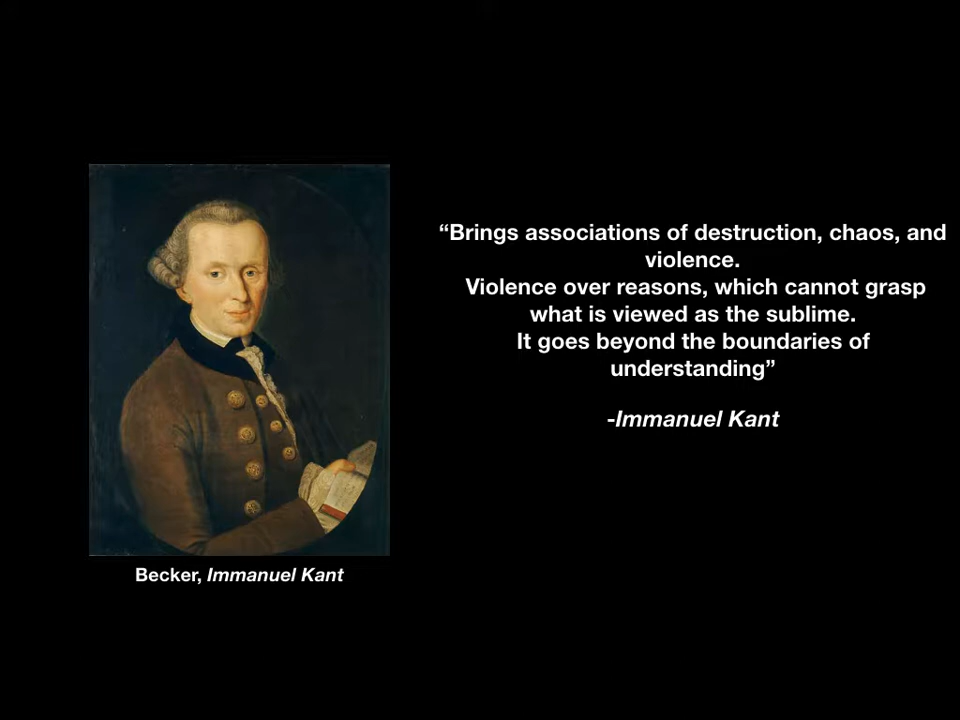 “Brings associations of destruction, chaos, and
violence.
Violence over reasons, which cannot grasp
what is viewed as the sublime.
It goes beyond the boundaries of
understanding”
-Immanuel Kant
Becker, Immanuel Kant